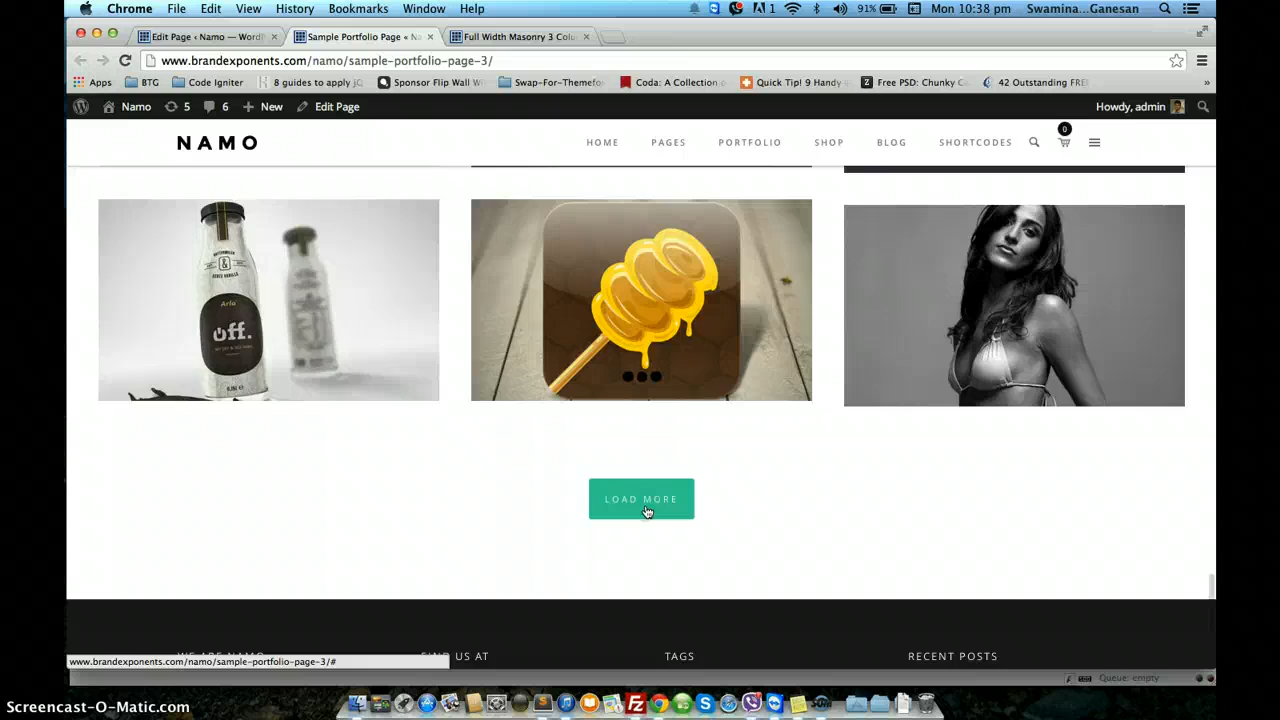 Chrome File Edit View History Bookmarks Window Help 1 91% Mon 10:38 pm Swamina...Ganesan
Edit Page ‹ Namo — WordP Sample Portfolio Page « Na Full Width Masonry 3 Colu
www.brandexponents.com/namo/sample-portfolio-page-3/
Apps BTG Code Igniter 8 guides to apply jQ Sponsor Flip Wall Wi Swap-For-Themefo Coda: A Collection Quick Tip! 9 Handy Free PSD: Chunky Ca 42 Outstanding FREE »
Namo 5 6 New Edit Page Howdy, admin
NAMO HOME PAGES PORTFOLIO SHOP BLOG SHORTCODES 0
&
Arlo
off.
LOAD MORE
WE ARE NAMO FIND US AT TAGS RECENT POSTS
www.brandexponents.com/namo/sample-portfolio-page-3/#
Queue: empty
Screencast-O-Matic.com